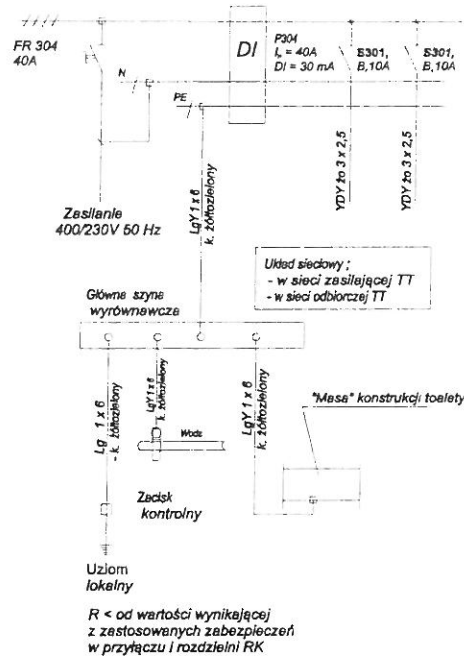 FR 304
40A
N
PE
DI
P304
Iₙ = 40A
DI = 30 mA
S301,
B,10A
S301,
B,10A
YDY żo 3 x 2,5
YDY żo 3 x 2,5
Zasilanie
400/230V 50 Hz
LgY 1 x 6
k. żółtozielony
Układ sieciowy ;
- w sieci zasilającej TT
- w sieci odbiorczej TT
Główna szyna
wyrównawcza
Lg 1 x 6
- k. żółtozielony
LgY 1 x 6
k. żółtozielony
LgY 1 x 6
k. żółtozielony
Woda
"Masa" konstrukcji toalety
Zacisk
kontrolny
Uziom
lokalny
R < od wartości wynikającej
z zastosowanych zabezpieczeń
w przyłączu i rozdzielni RK